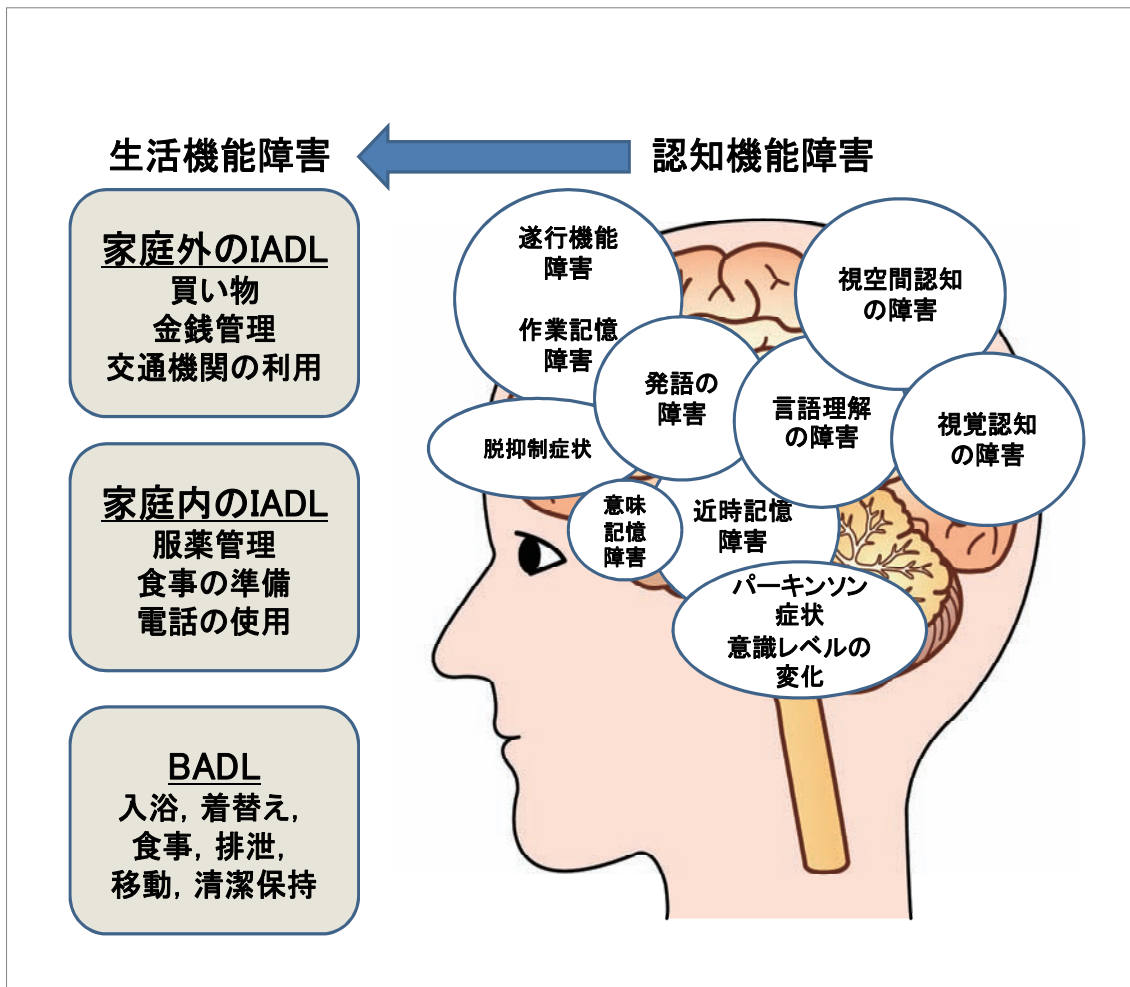 生活機能障害
認知機能障害
家庭外のIADL
買い物
金銭管理
交通機関の利用
家庭内のIADL
服薬管理
食事の準備
電話の使用
BADL
入浴, 着替え,
食事, 排泄,
移動, 清潔保持
遂行機能
障害
作業記憶
障害
視空間認知
の障害
発語の
障害
言語理解
の障害
視覚認知
の障害
脱抑制症状
意味
記憶
障害
近時記憶
障害
パーキンソン
症状
意識レベルの
変化